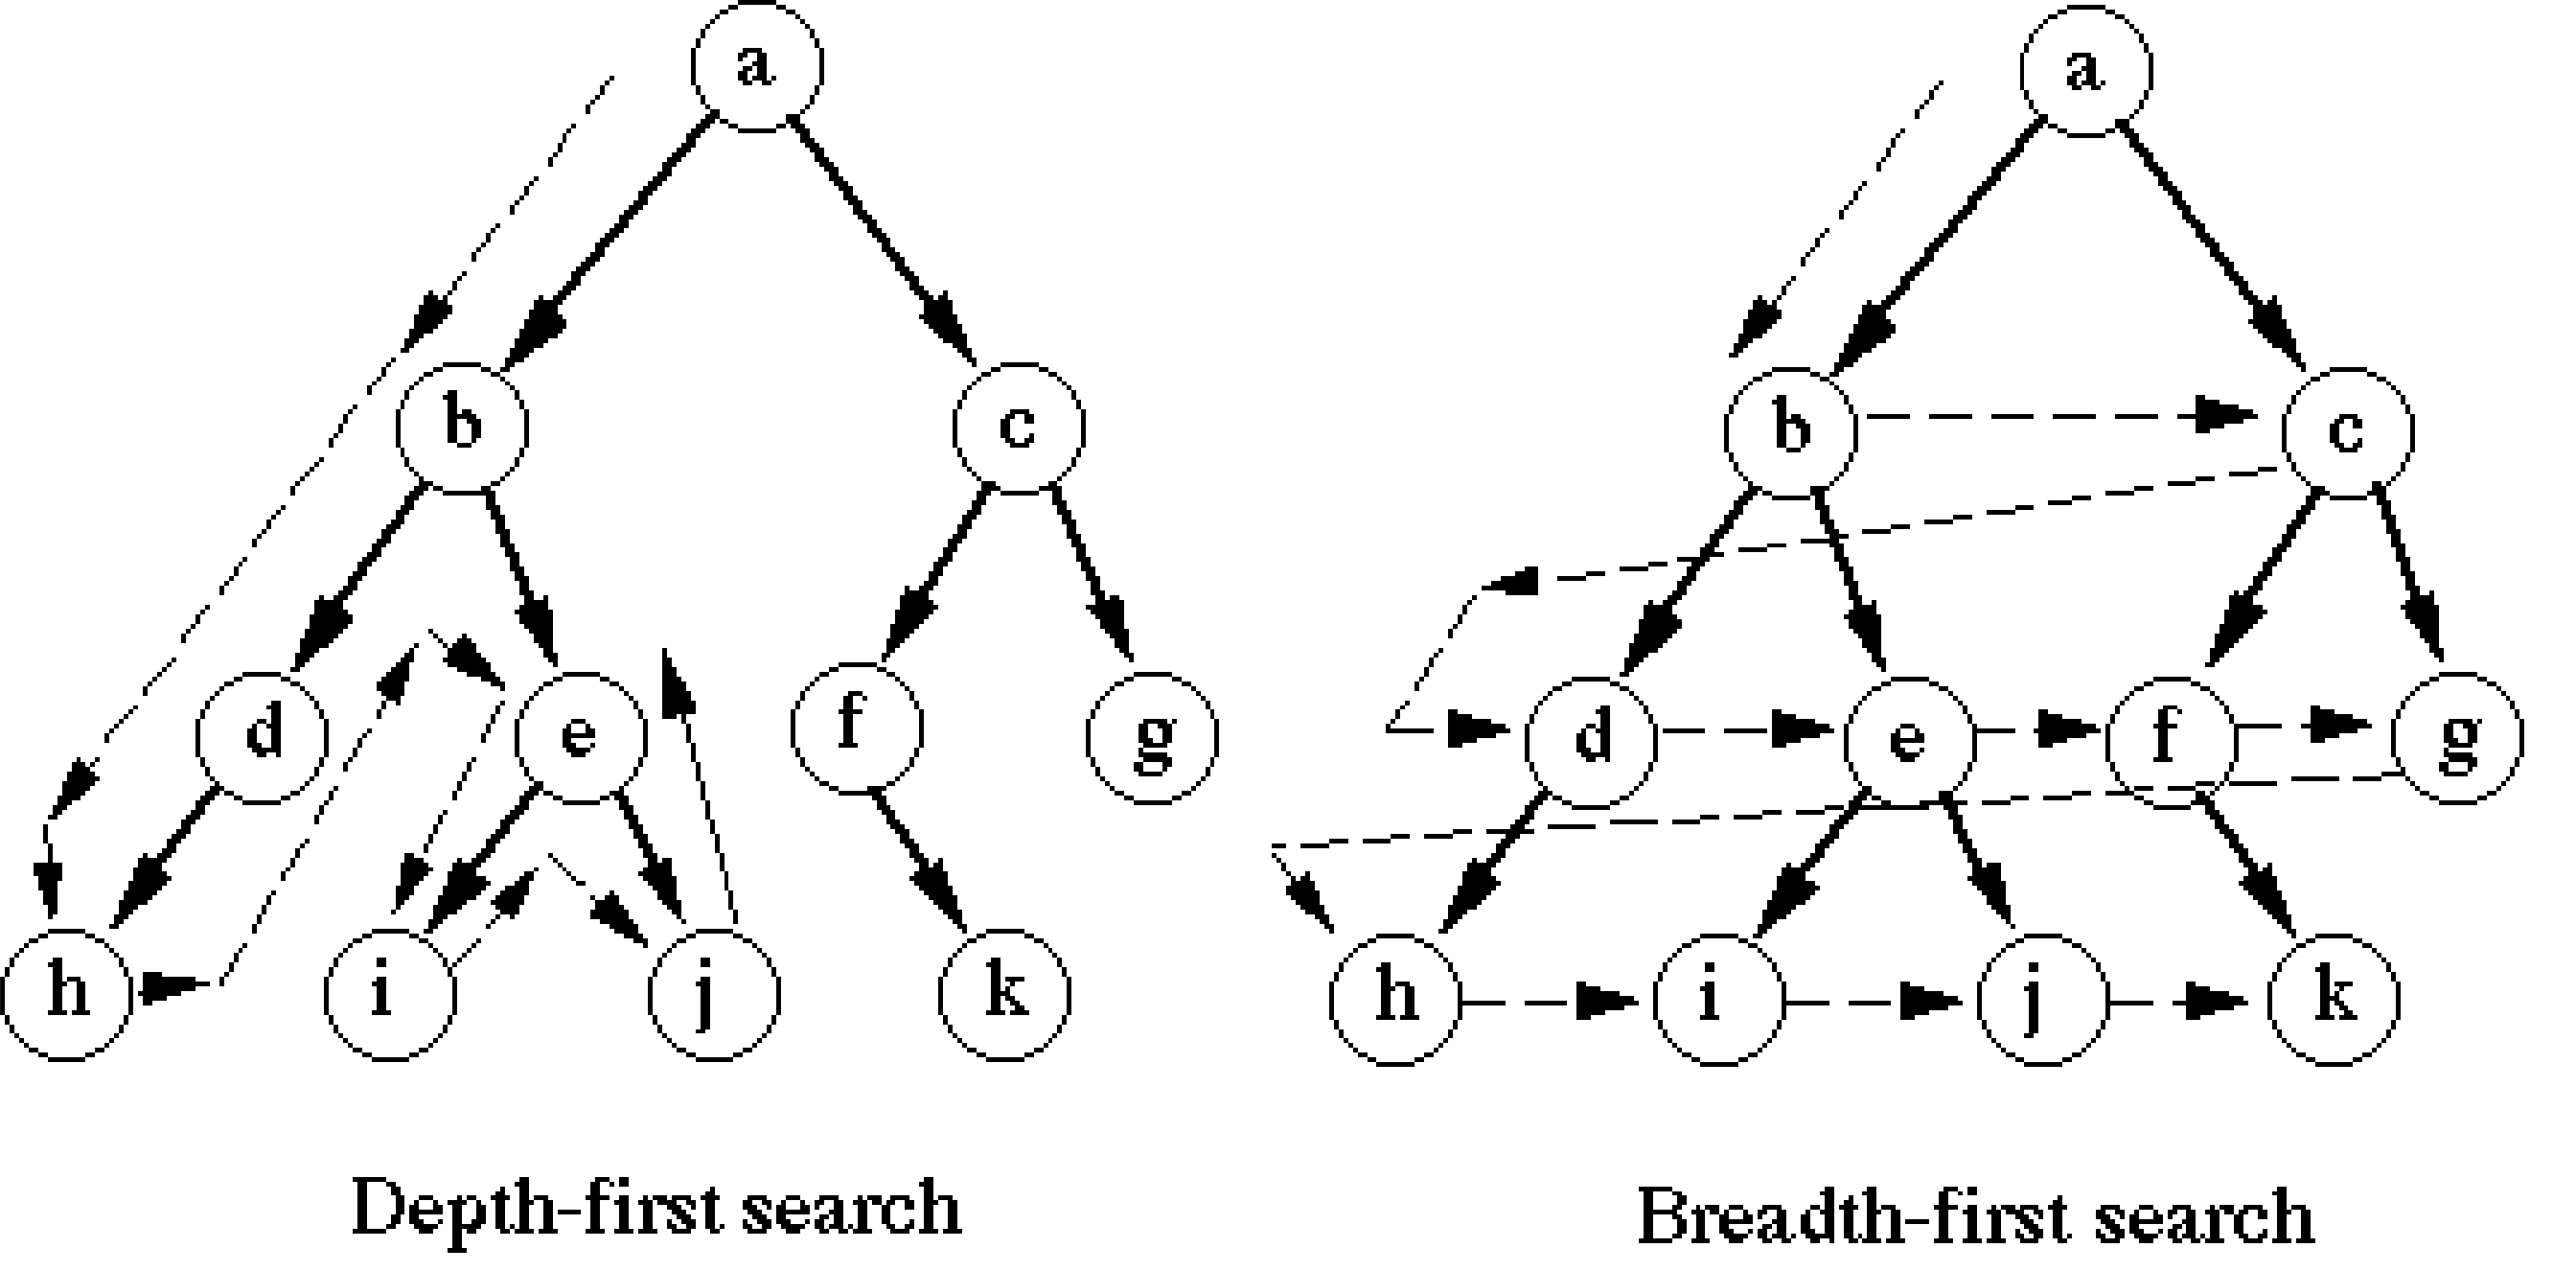 a
b c
d e f g
h i j k
Depth-first search
a
b c
d e f g
h i j k
Breadth-first search